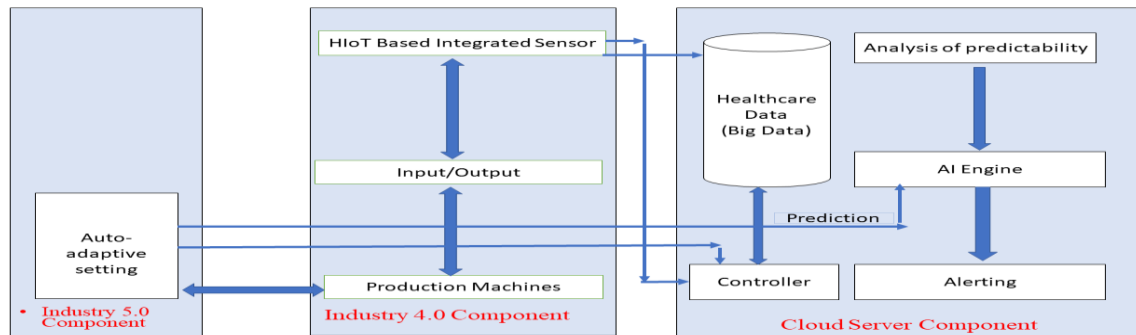 Auto-
adaptive
setting
• Industry 5.0
Component
HIoT Based Integrated Sensor
Input/Output
Production Machines
Industry 4.0 Component
Healthcare
Data
(Big Data)
Analysis of predictability
AI Engine
Prediction
Controller
Alerting
Cloud Server Component